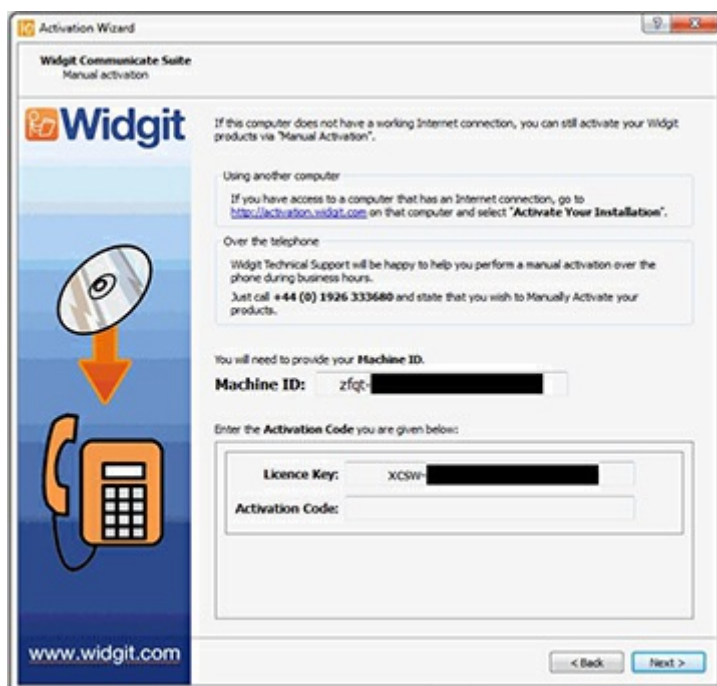 Activation Wizard
Widgit Communicate Suite
Manual activation
Widgit
If this computer does not have a working Internet connection, you can still activate your Widgit
products via "Manual Activation".
Using another computer
If you have access to a computer that has an Internet connection, go to
http://activation.widgit.com on that computer and select "Activate Your Installation".
Over the telephone
Widgit Technical Support will be happy to help you perform a manual activation over the
phone during business hours.
Just call +44 (0) 1926 333680 and state that you wish to Manually Activate your
products.
You will need to provide your Machine ID.
Machine ID: zfqt-
Enter the Activation Code you are given below:
Licence Key: xcsw-
Activation Code:
www.widgit.com
< Back Next >